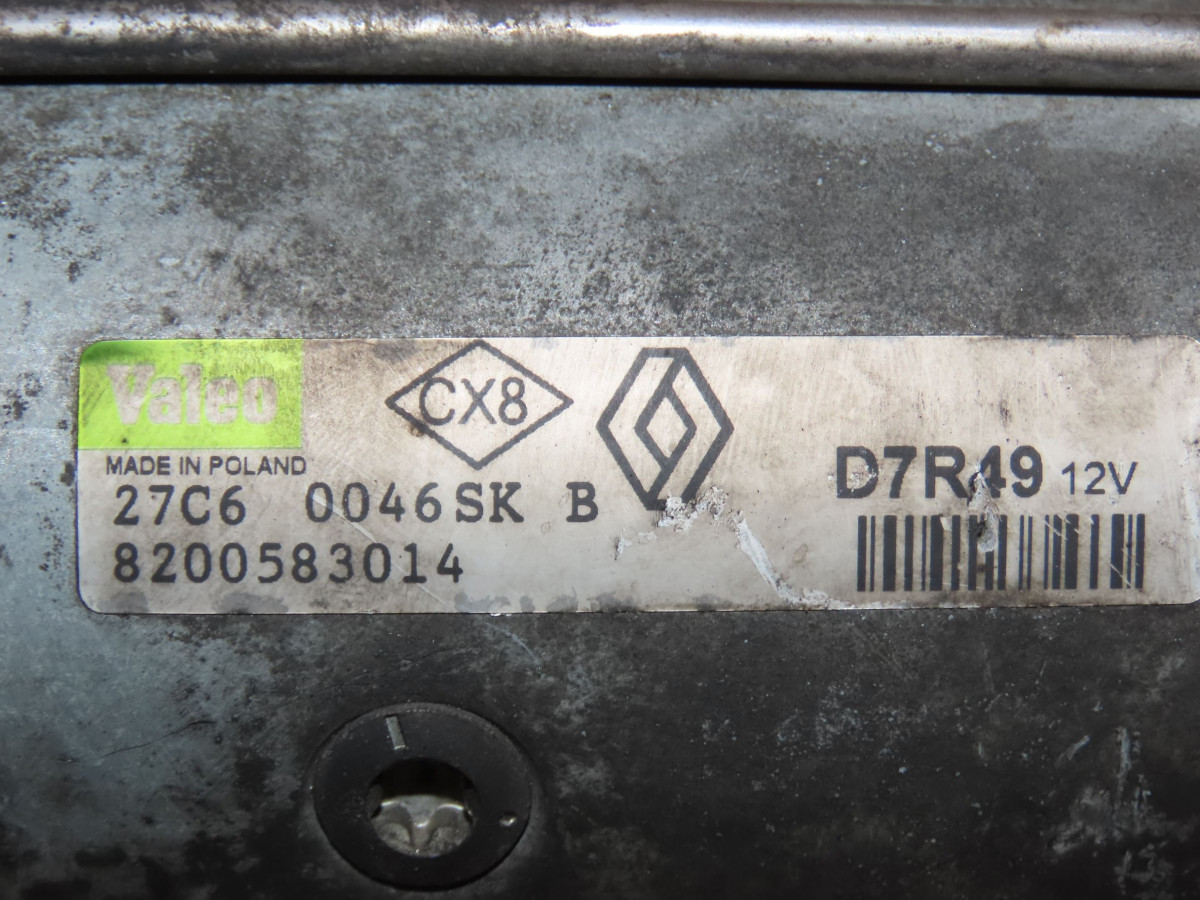 Valeo
CX8
MADE IN POLAND
D7R49 12V
27C6 0046SK B
8200583014